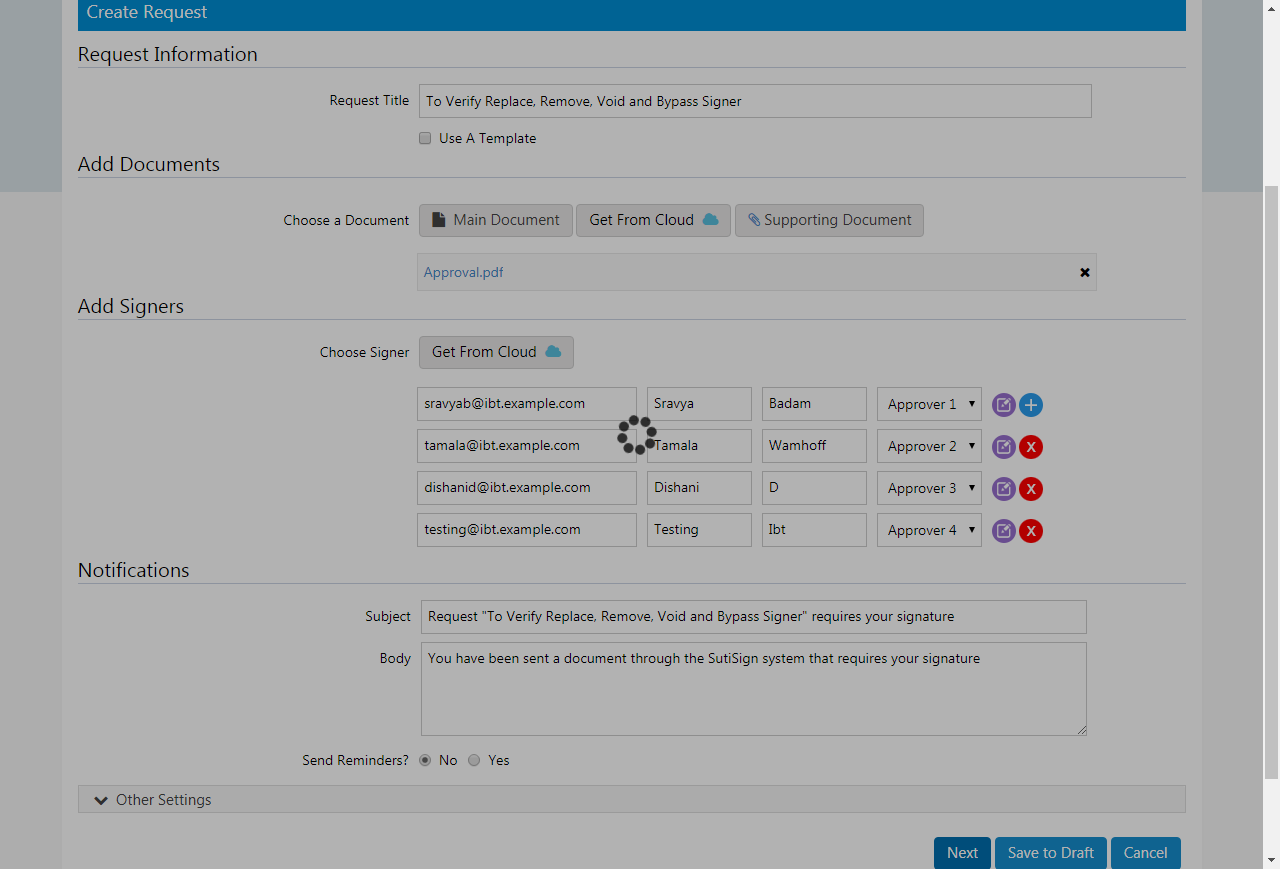 Create Request
Request Information
Request Title To Verify Replace, Remove, Void and Bypass Signer
Use A Template
Add Documents
Choose a Document Main Document Get From Cloud Supporting Document
Approval.pdf
Add Signers
Choose Signer Get From Cloud
sravyab@ibt.example.com Sravya Badam Approver 1
tamala@ibt.example.com Tamala Wamhoff Approver 2
dishanid@ibt.example.com Dishani D Approver 3
testing@ibt.example.com Testing Ibt Approver 4
Notifications
Subject Request "To Verify Replace, Remove, Void and Bypass Signer" requires your signature
Body You have been sent a document through the SutiSign system that requires your signature
Send Reminders? No Yes
Other Settings
Next Save to Draft Cancel